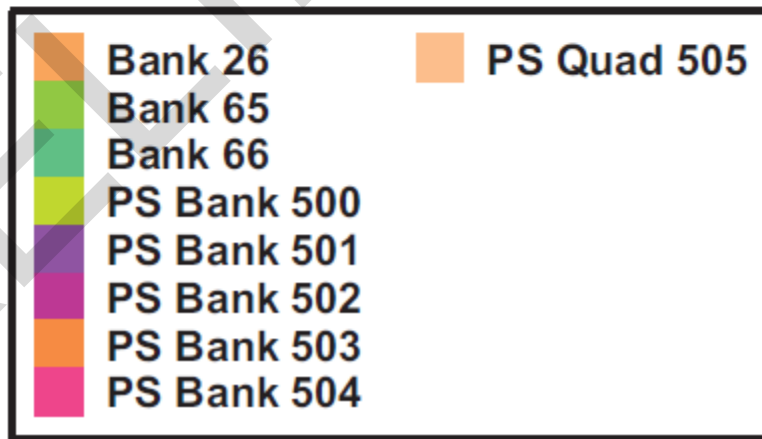 Bank 26
Bank 65
Bank 66
PS Bank 500
PS Bank 501
PS Bank 502
PS Bank 503
PS Bank 504
PS Quad 505